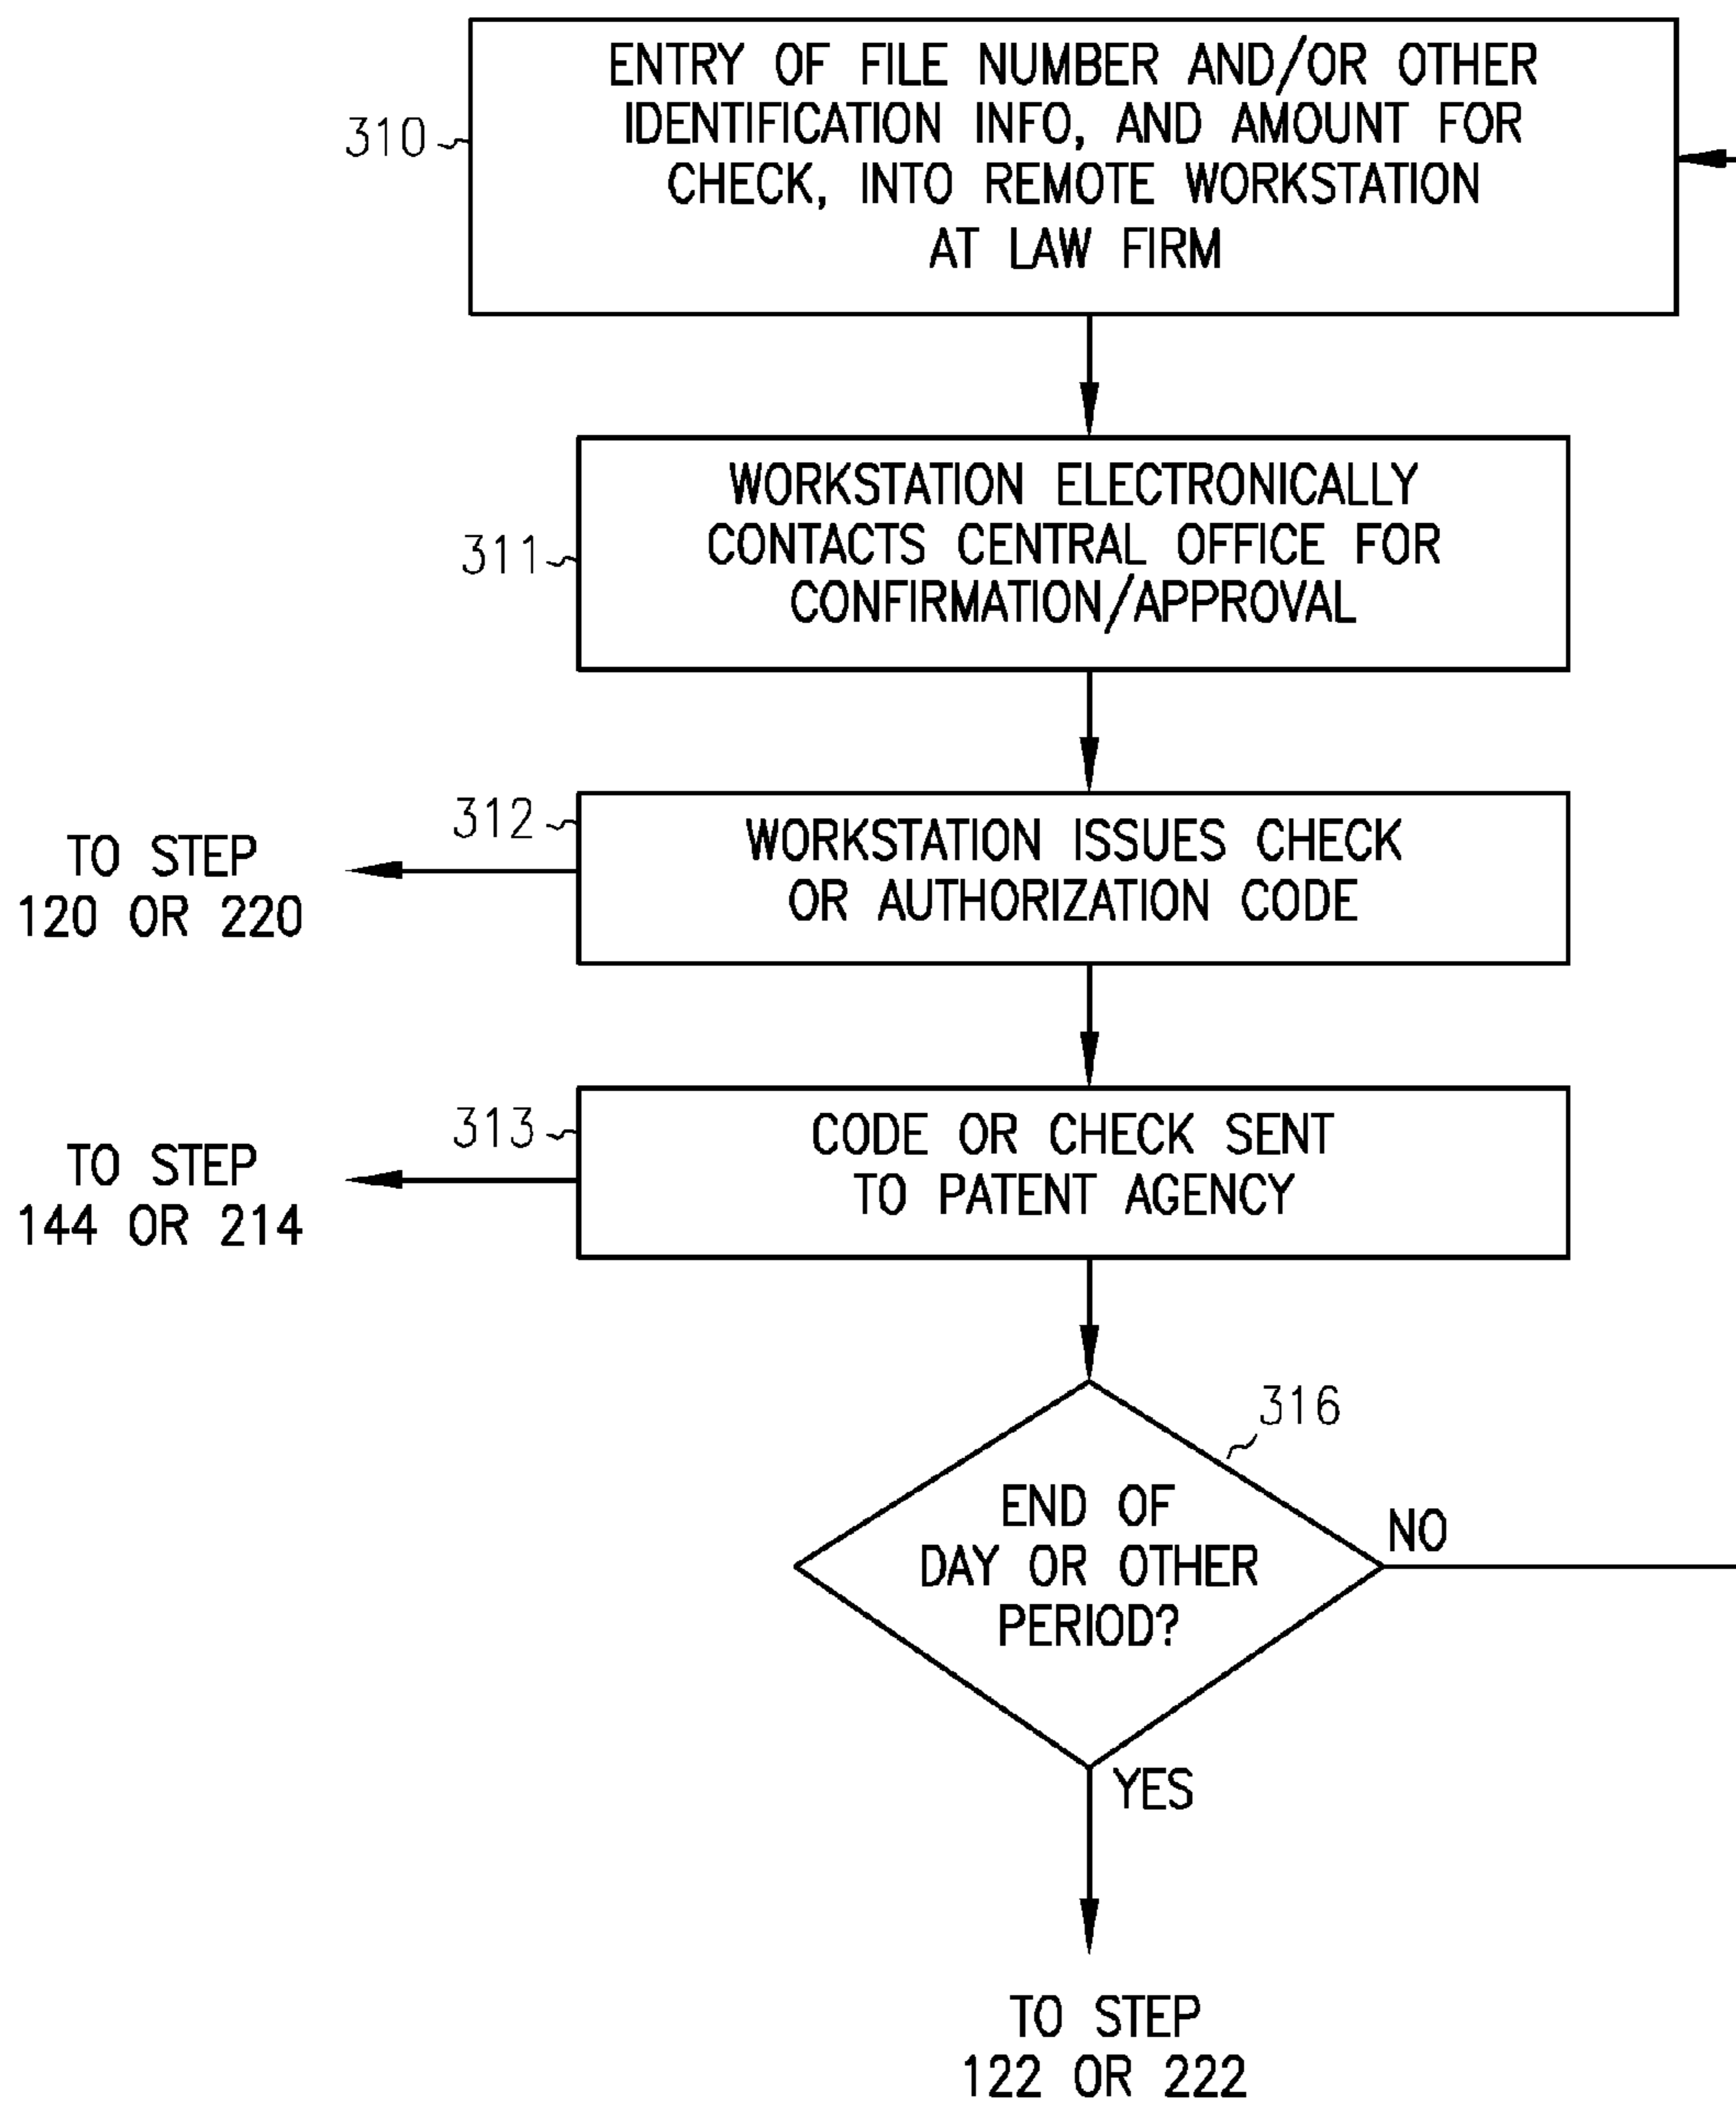 ENTRY OF FILE NUMBER AND/OR OTHER
IDENTIFICATION INFO, AND AMOUNT FOR
CHECK, INTO REMOTE WORKSTATION
AT LAW FIRM
310
WORKSTATION ELECTRONICALLY
CONTACTS CENTRAL OFFICE FOR
CONFIRMATION/APPROVAL
311
312
WORKSTATION ISSUES CHECK
OR AUTHORIZATION CODE
TO STEP
120 OR 220
313
CODE OR CHECK SENT
TO PATENT AGENCY
TO STEP
144 OR 214
316
END OF
DAY OR OTHER
PERIOD?
NO
YES
TO STEP
122 OR 222